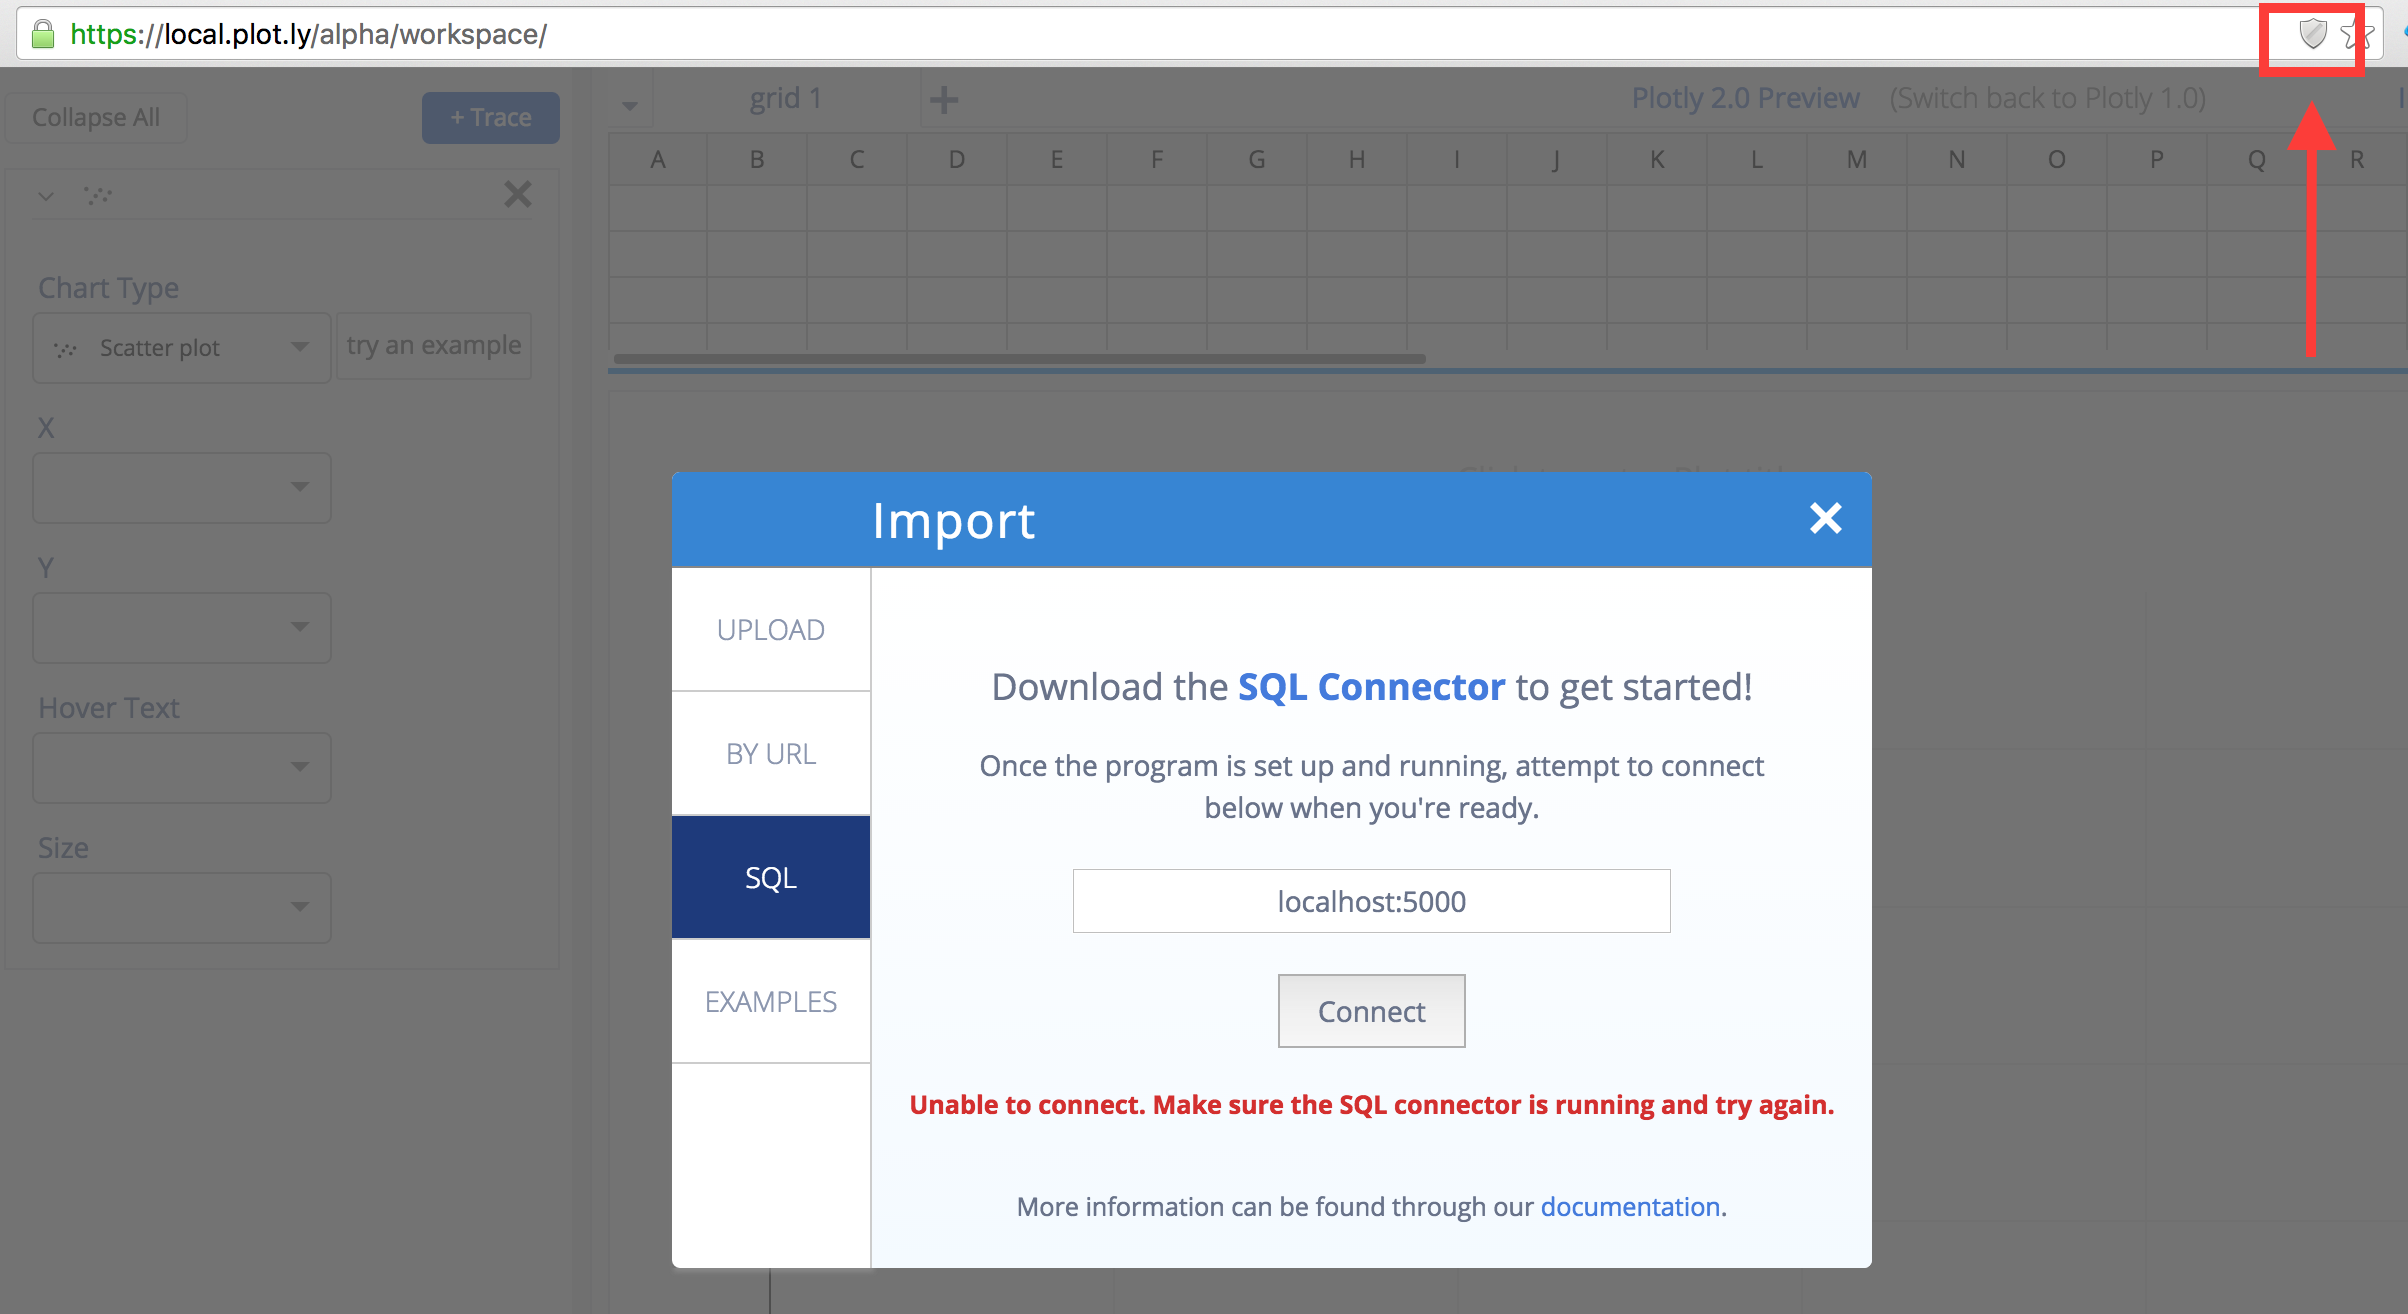 https://local.plot.ly/alpha/workspace/
Collapse All
+ Trace
grid 1
Plotly 2.0 Preview (Switch back to Plotly 1.0)
A B C D E F G H I J K L M N O P Q R
Chart Type
Scatter plot
try an example
X
Y
Hover Text
Size
Import
UPLOAD
BY URL
SQL
EXAMPLES
Download the SQL Connector to get started!
Once the program is set up and running, attempt to connect
below when you're ready.
localhost:5000
Connect
Unable to connect. Make sure the SQL connector is running and try again.
More information can be found through our documentation.